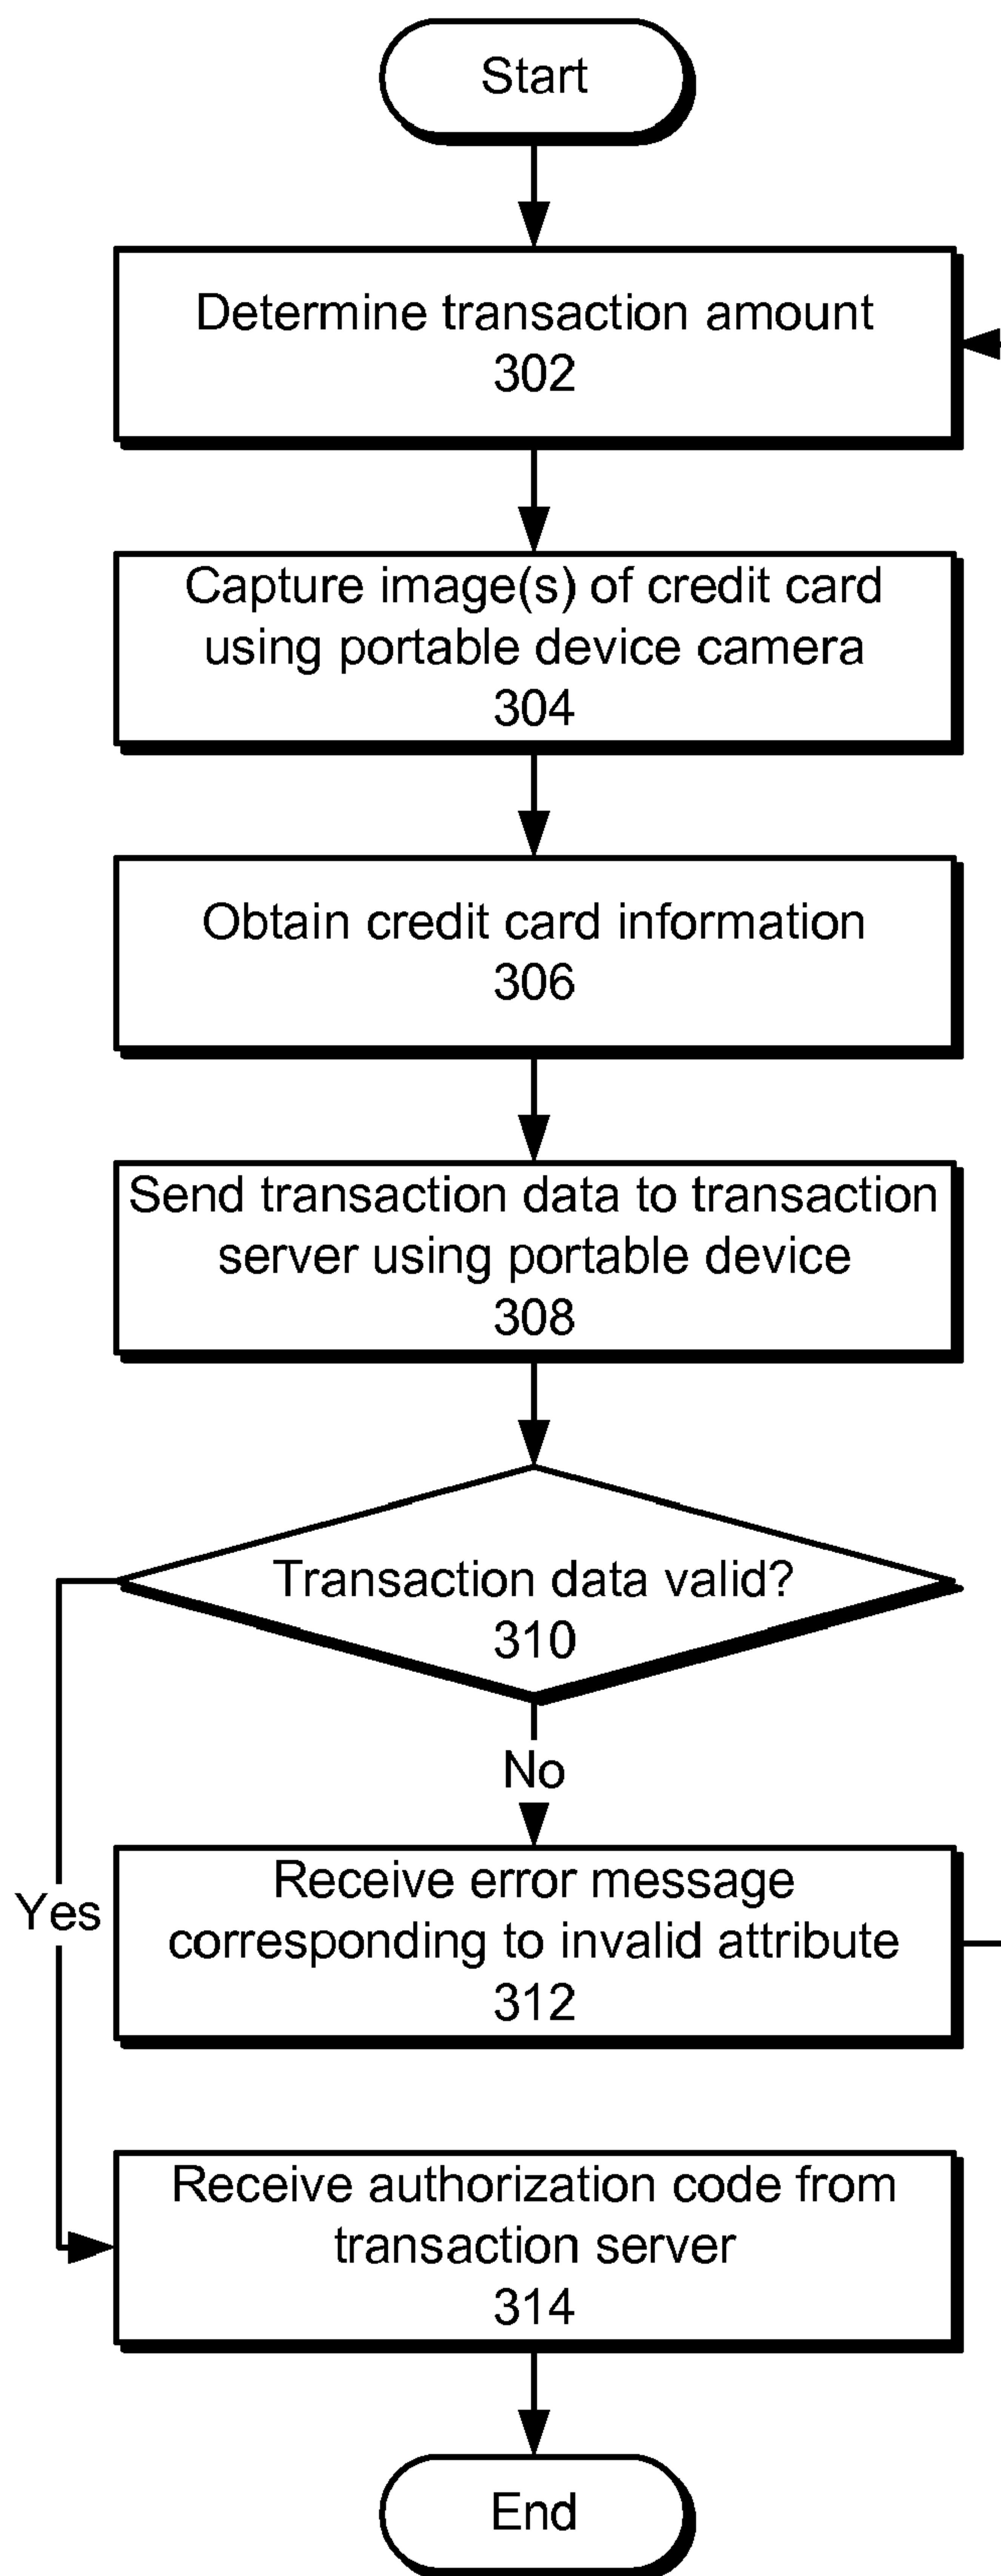 Start
Determine transaction amount
302
Capture image(s) of credit card
using portable device camera
304
Obtain credit card information
306
Send transaction data to transaction
server using portable device
308
Transaction data valid?
310
No
Yes
Receive error message
corresponding to invalid attribute
312
Receive authorization code from
transaction server
314
End